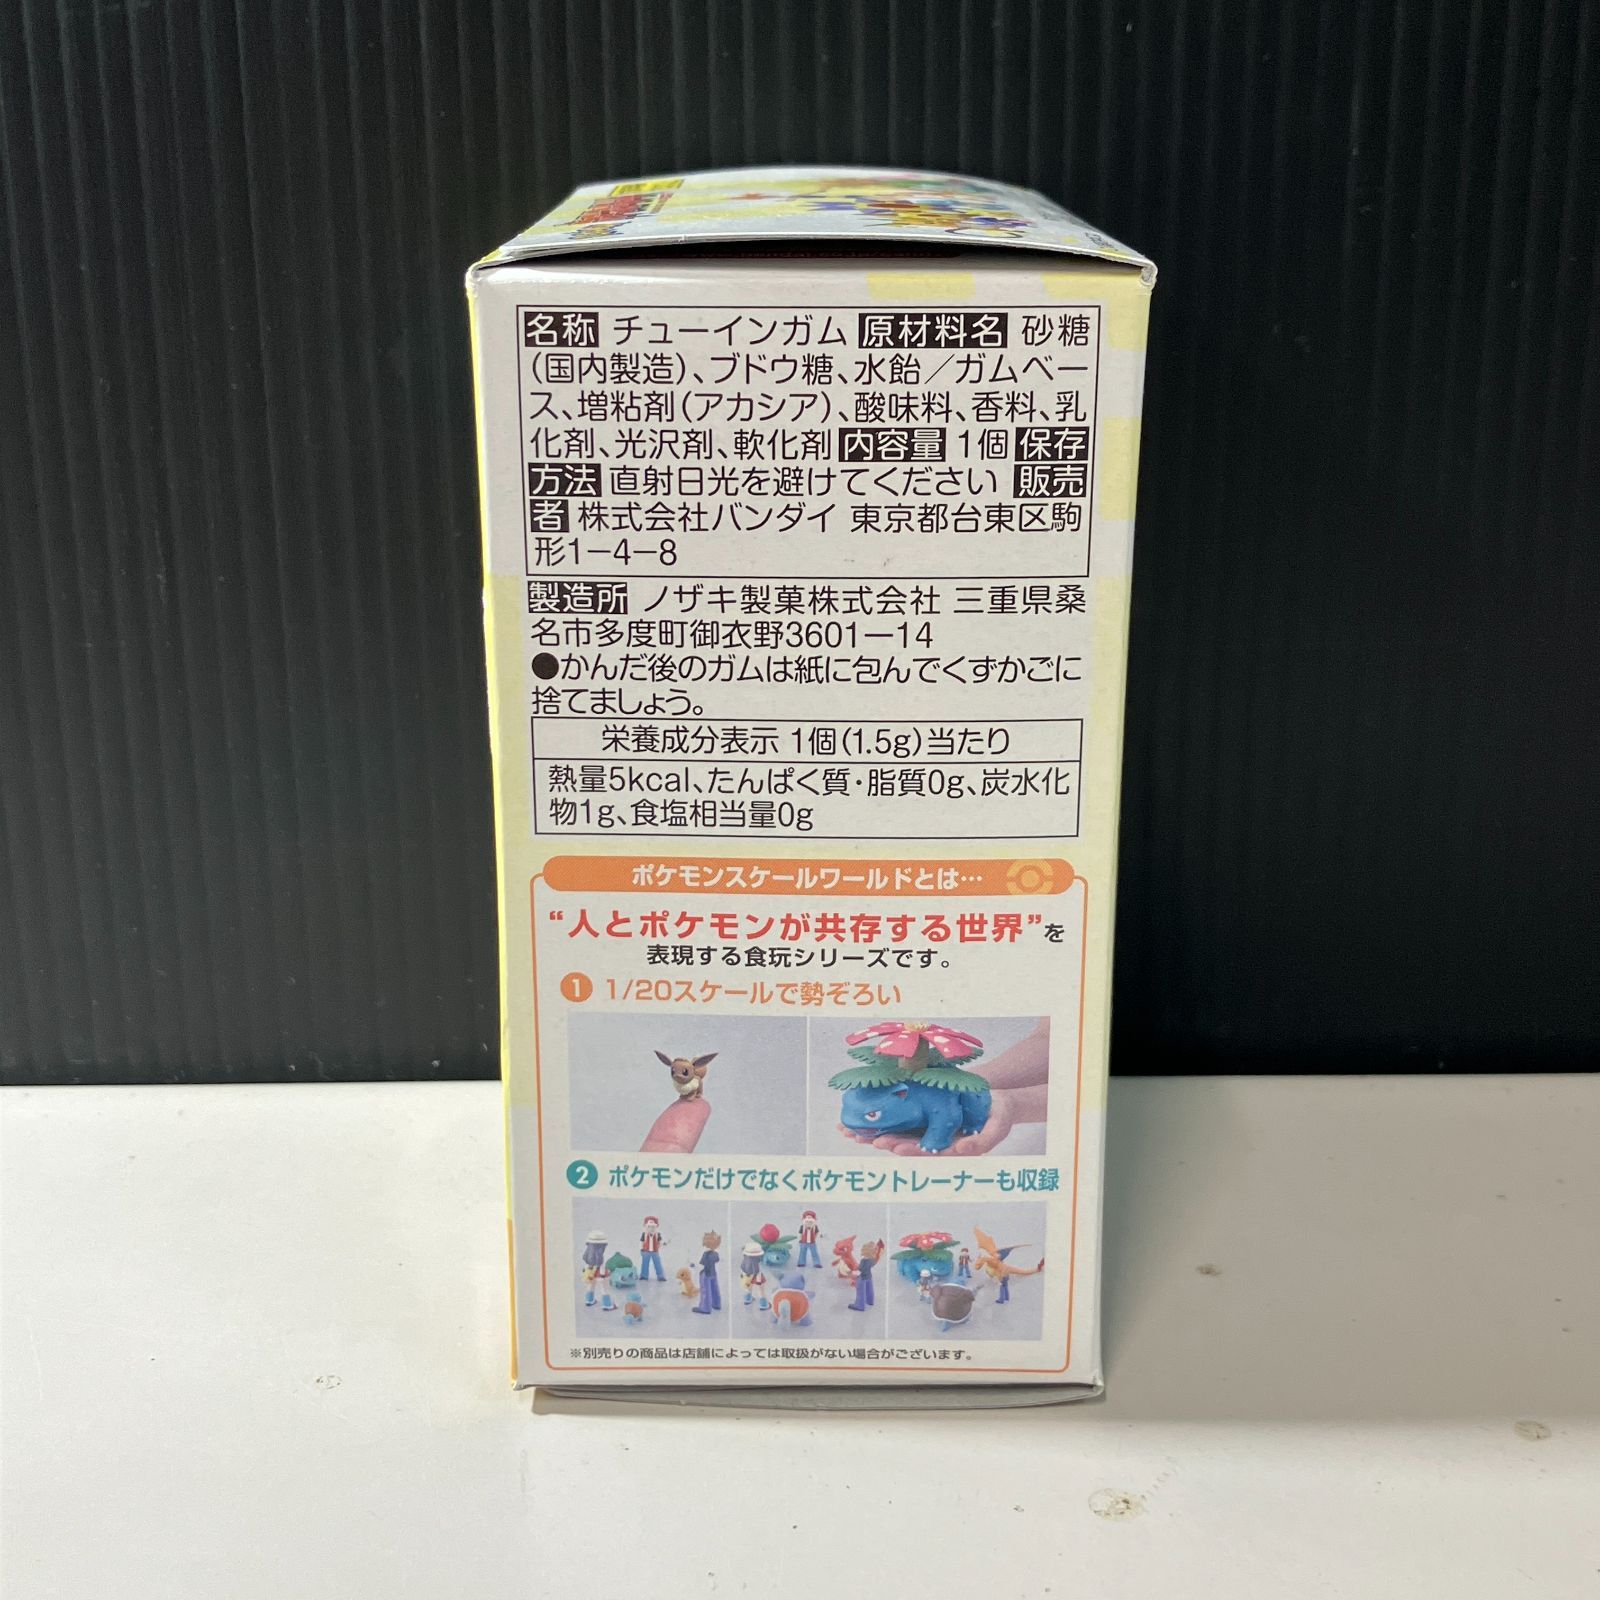 名称 チューインガム 原材料名 砂糖
(国内製造)、ブドウ糖、水飴／ガムベー
ス、増粘剤(アカシア)、酸味料、香料、乳
化剤、光沢剤、軟化剤 内容量 1個 保存
方法 直射日光を避けてください 販売
者 株式会社バンダイ 東京都台東区駒
形1－4－8
製造所 ノザキ製菓株式会社 三重県桑
名市多度町御衣野3601－14
●かんだ後のガムは紙に包んでくずかごに
捨てましょう。
栄養成分表示 1個(1.5g)当たり
熱量5kcal、たんぱく質・脂質0g、炭水化
物1g、食塩相当量0g
ポケモンスケールワールドとは…
“人とポケモンが共存する世界”を
表現する食玩シリーズです。
1 1/20スケールで勢ぞろい
2 ポケモンだけでなくポケモントレーナーも収録
※別売りの商品は店舗によっては取扱がない場合がございます。